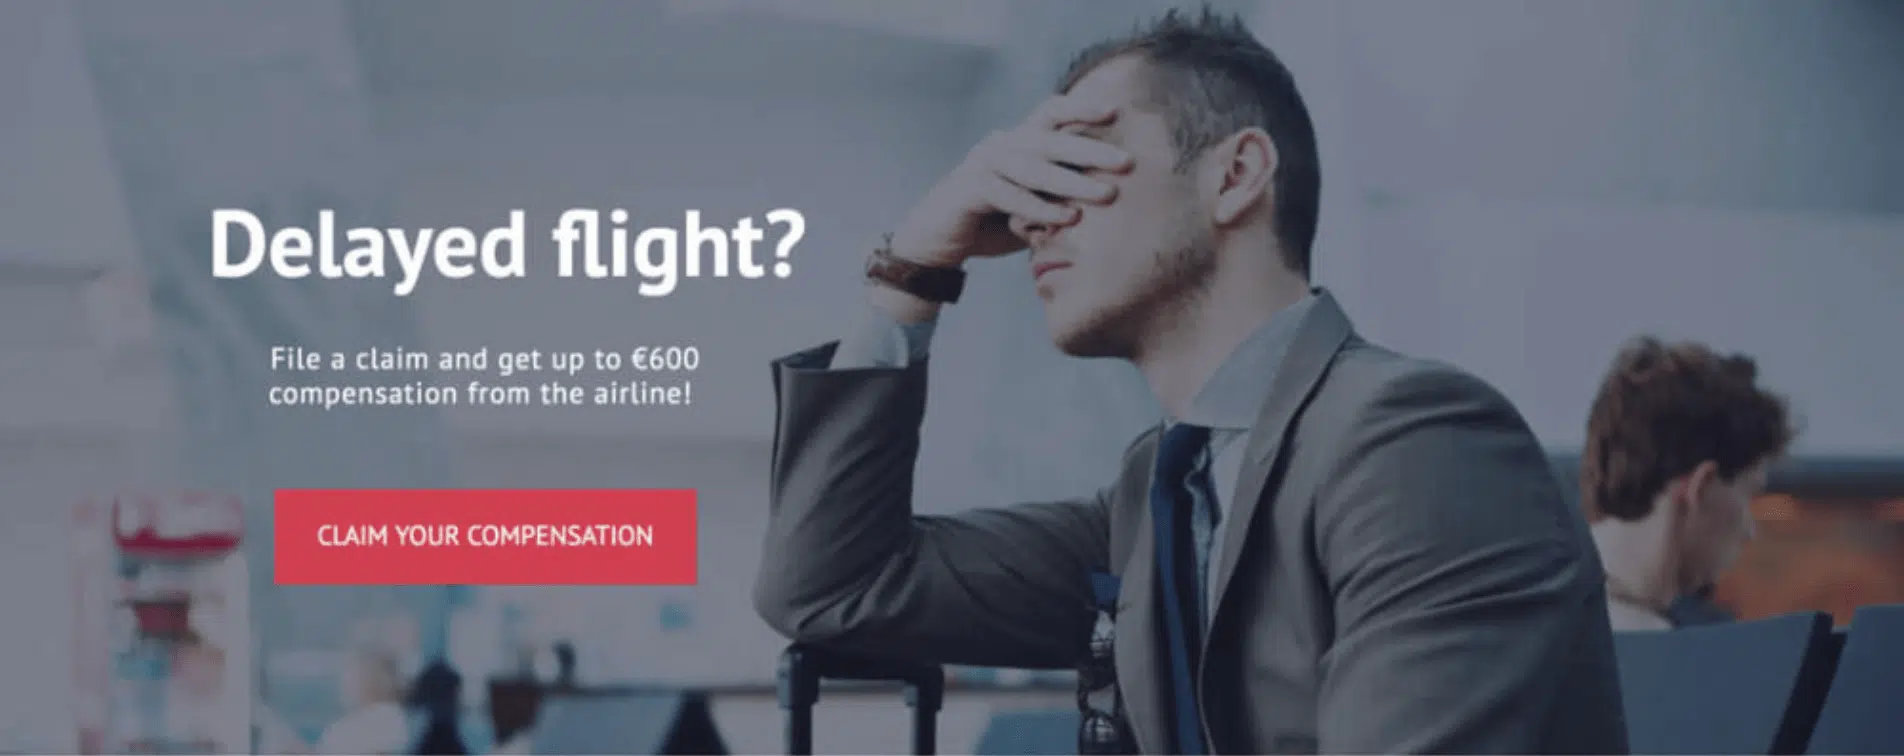 Delayed flight?
File a claim and get up to €600
compensation from the airline!
CLAIM YOUR COMPENSATION